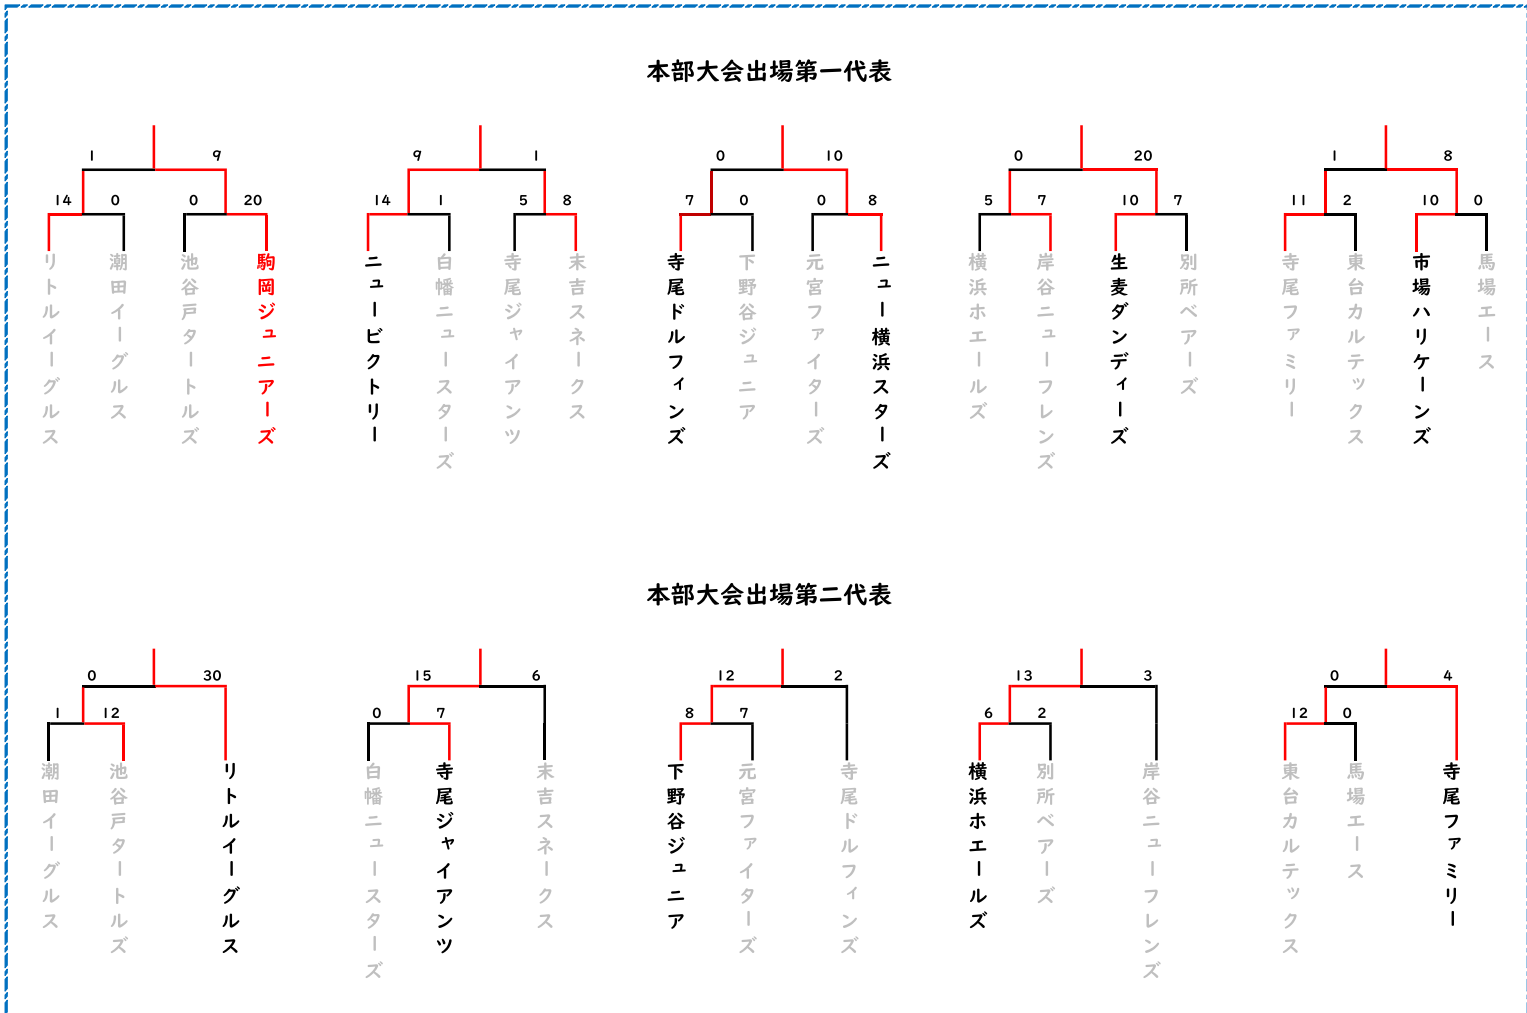 本部大会出場第一代表
1 9 9 1 0 10 0 20 1 8
14 0 0 20 14 1 5 8 7 0 0 8 5 7 10 7 11 2 10 0
リトルイーグルス
潮田イーグルス
池谷戸タートルズ
駒岡ジュニアーズ
ニュービクトリー
白幡ニュースターズ
寺尾ジャイアンツ
末吉スネークス
寺尾ドルフィンズ
下野谷ジュニア
元宮ファイターズ
ニュー横浜スターズ
横浜ホエールズ
岸谷ニューフレンズ
生麦ダンディーズ
別所ベアーズ
寺尾ファミリー
東台カルテックス
市場ハリケーンズ
馬場エース
本部大会出場第二代表
0 30 15 6 12 2 13 3 0 4
1 12 0 7 8 7 6 2 12 0
潮田イーグルス
池谷戸タートルズ
リトルイーグルス
白幡ニュースターズ
寺尾ジャイアンツ
末吉スネークス
下野谷ジュニア
元宮ファイターズ
寺尾ドルフィンズ
横浜ホエールズ
別所ベアーズ
岸谷ニューフレンズ
東台カルテックス
馬場エース
寺尾ファミリー